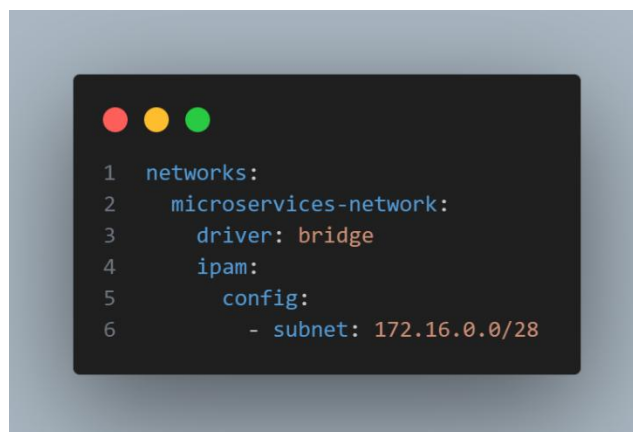 1 networks:
2   microservices-network:
3     driver: bridge
4     ipam:
5       config:
6         - subnet: 172.16.0.0/28